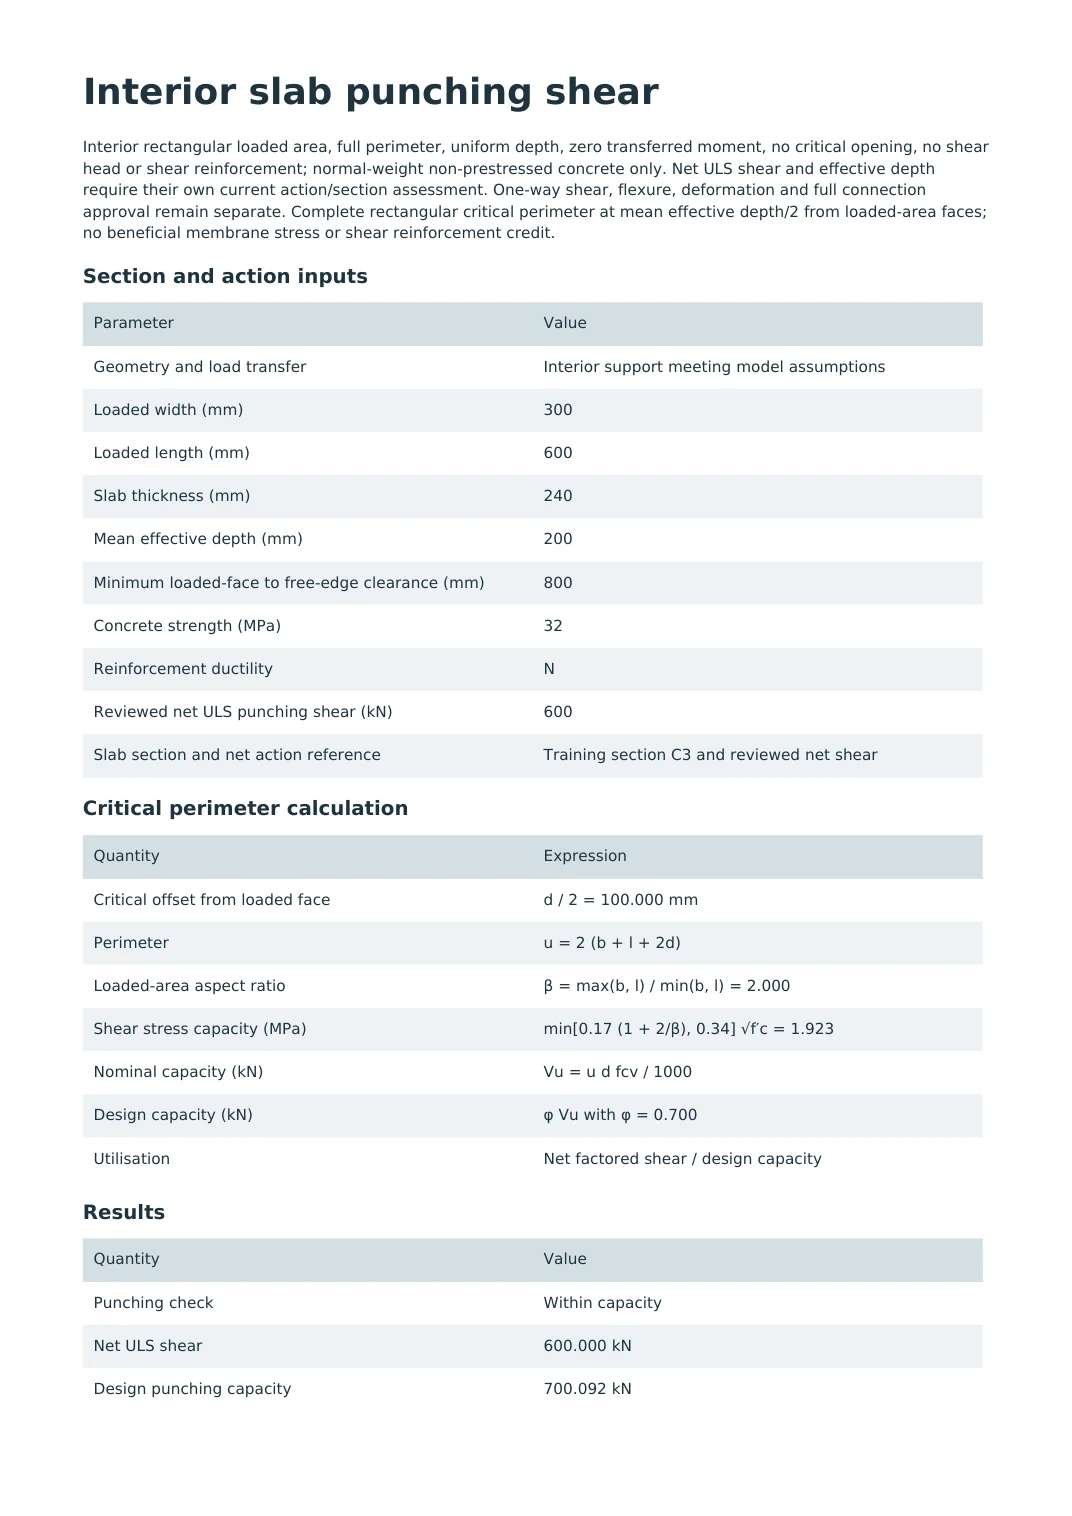 Interior slab punching shear
Interior rectangular loaded area, full perimeter, uniform depth, zero transferred moment, no critical opening, no shear
head or shear reinforcement; normal-weight non-prestressed concrete only. Net ULS shear and effective depth
require their own current action/section assessment. One-way shear, flexure, deformation and full connection
approval remain separate. Complete rectangular critical perimeter at mean effective depth/2 from loaded-area faces;
no beneficial membrane stress or shear reinforcement credit.
Section and action inputs
Parameter Value
Geometry and load transfer Interior support meeting model assumptions
Loaded width (mm) 300
Loaded length (mm) 600
Slab thickness (mm) 240
Mean effective depth (mm) 200
Minimum loaded-face to free-edge clearance (mm) 800
Concrete strength (MPa) 32
Reinforcement ductility N
Reviewed net ULS punching shear (kN) 600
Slab section and net action reference Training section C3 and reviewed net shear
Critical perimeter calculation
Quantity Expression
Critical offset from loaded face d / 2 = 100.000 mm
Perimeter u = 2 (b + l + 2d)
Loaded-area aspect ratio β = max(b, l) / min(b, l) = 2.000
Shear stress capacity (MPa) min[0.17 (1 + 2/β), 0.34] √f′c = 1.923
Nominal capacity (kN) Vu = u d fcv / 1000
Design capacity (kN) φ Vu with φ = 0.700
Utilisation Net factored shear / design capacity
Results
Quantity Value
Punching check Within capacity
Net ULS shear 600.000 kN
Design punching capacity 700.092 kN